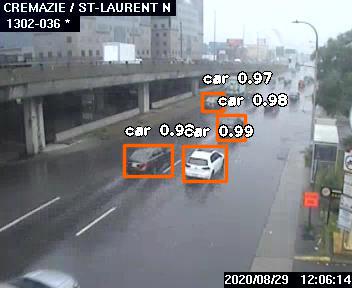 CREMAZIE / ST-LAURENT N
1302-036 *
car 0.97
car 0.98
car 0.98
car 0.99
2020/08/29 12:06:14